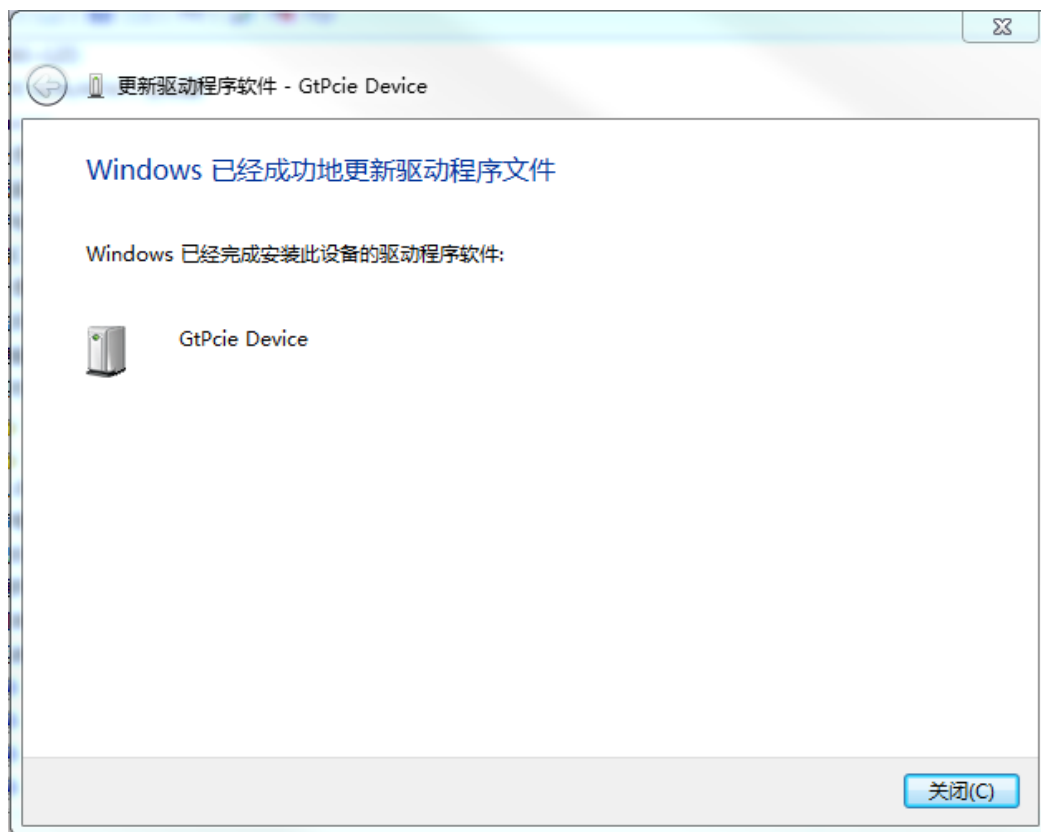 更新驱动程序软件 - GtPcie Device
Windows 已经成功地更新驱动程序文件
Windows 已经完成安装此设备的驱动程序软件:
GtPcie Device
关闭(C)